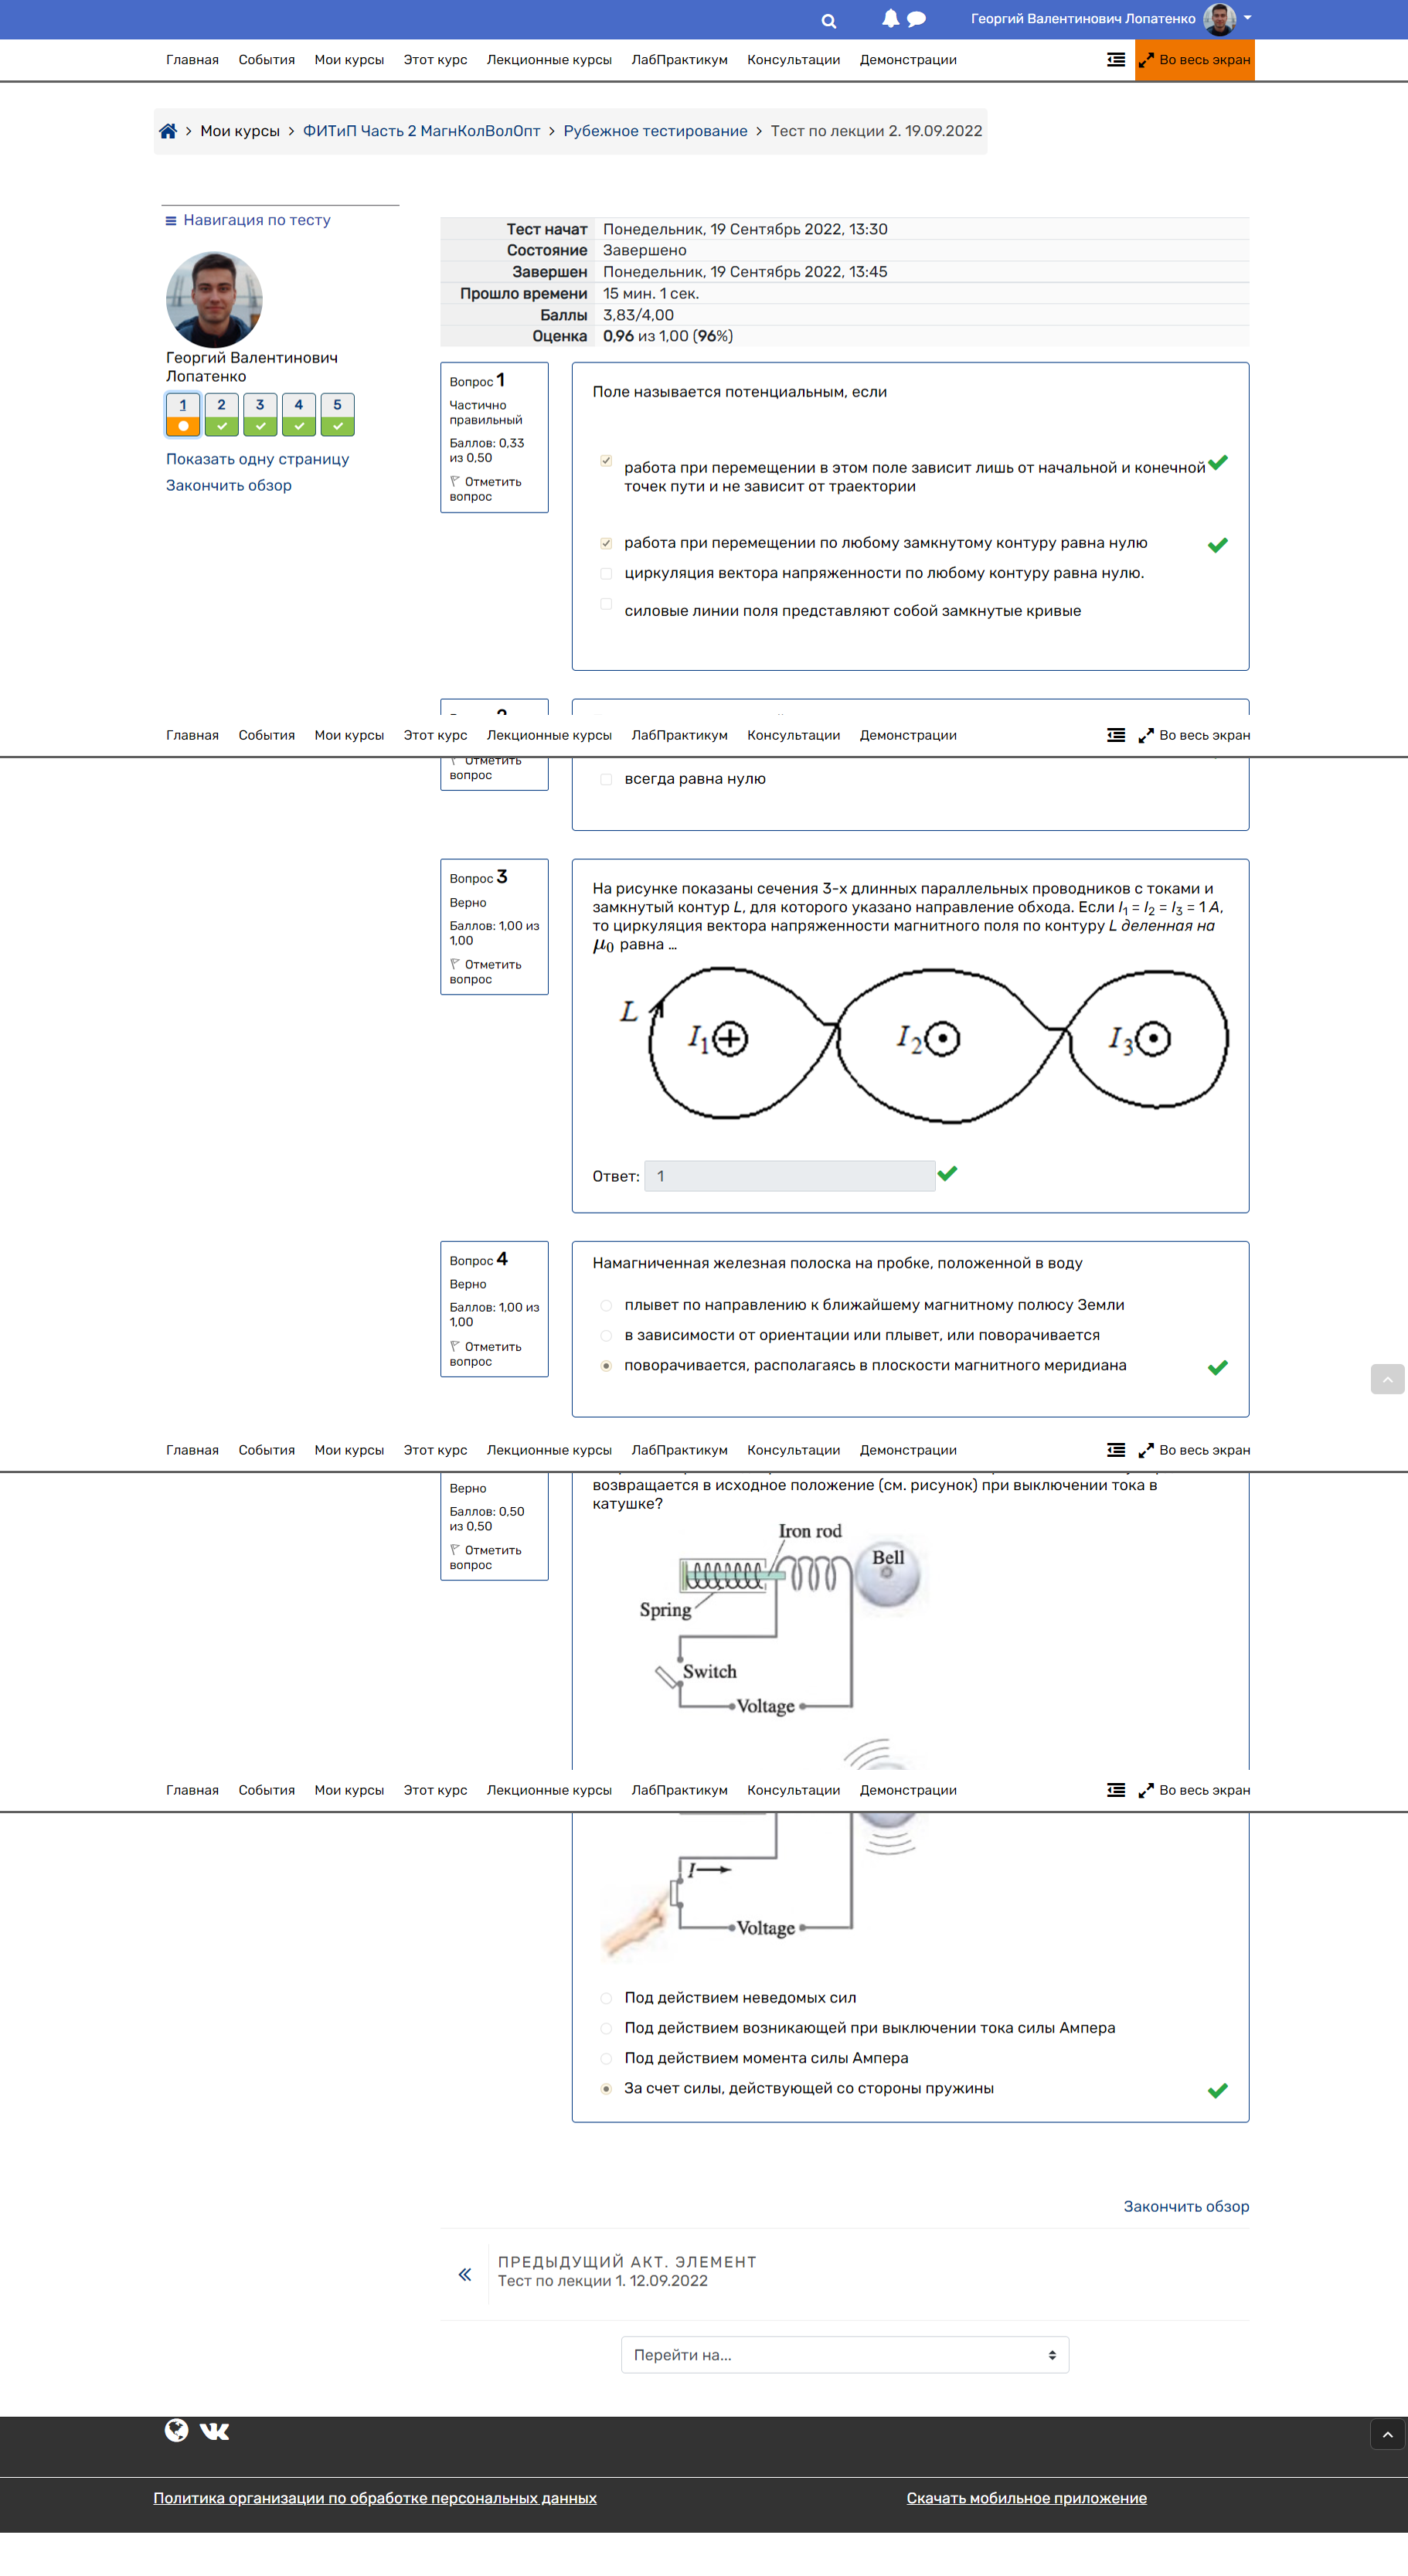 Георгий Валентинович Лопатенко
Главная События Мои курсы Этот курс Лекционные курсы ЛабПрактикум Консультации Демонстрации Во весь экран
Мои курсы > ФИТиП Часть 2 МагнКолВолОпт > Рубежное тестирование > Тест по лекции 2. 19.09.2022
Навигация по тесту
Георгий Валентинович
Лопатенко
1 2 3 4 5
Показать одну страницу
Закончить обзор
Тест начат Понедельник, 19 Сентябрь 2022, 13:30
Состояние Завершено
Завершен Понедельник, 19 Сентябрь 2022, 13:45
Прошло времени 15 мин. 1 сек.
Баллы 3,83/4,00
Оценка 0,96 из 1,00 (96%)
Вопрос 1
Частично
правильный
Баллов: 0,33
из 0,50
Отметить
вопрос
Поле называется потенциальным, если
работа при перемещении в этом поле зависит лишь от начальной и конечной
точек пути и не зависит от траектории
работа при перемещении по любому замкнутому контуру равна нулю
циркуляция вектора напряженности по любому контуру равна нулю.
силовые линии поля представляют собой замкнутые кривые
Главная События Мои курсы Этот курс Лекционные курсы ЛабПрактикум Консультации Демонстрации Во весь экран
Отметить
вопрос
всегда равна нулю
Вопрос 3
Верно
Баллов: 1,00 из
1,00
Отметить
вопрос
На рисунке показаны сечения 3-х длинных параллельных проводников с токами и
замкнутый контур L, для которого указано направление обхода. Если I1 = I2 = I3 = 1 А,
то циркуляция вектора напряженности магнитного поля по контуру L деленная на
μ0 равна ...
L
I1 I2 I3
Ответ: 1
Вопрос 4
Верно
Баллов: 1,00 из
1,00
Отметить
вопрос
Намагниченная железная полоска на пробке, положенной в воду
плывет по направлению к ближайшему магнитному полюсу Земли
в зависимости от ориентации или плывет, или поворачивается
поворачивается, располагаясь в плоскости магнитного меридиана
Главная События Мои курсы Этот курс Лекционные курсы ЛабПрактикум Консультации Демонстрации Во весь экран
Верно
Баллов: 0,50
из 0,50
Отметить
вопрос
возвращается в исходное положение (см. рисунок) при выключении тока в
катушке?
Iron rod
Bell
Spring
Switch
Voltage
Главная События Мои курсы Этот курс Лекционные курсы ЛабПрактикум Консультации Демонстрации Во весь экран
I
Voltage
Под действием неведомых сил
Под действием возникающей при выключении тока силы Ампера
Под действием момента силы Ампера
За счет силы, действующей со стороны пружины
Закончить обзор
ПРЕДЫДУЩИЙ АКТ. ЭЛЕМЕНТ
Тест по лекции 1. 12.09.2022
Перейти на...
Политика организации по обработке персональных данных
Скачать мобильное приложение